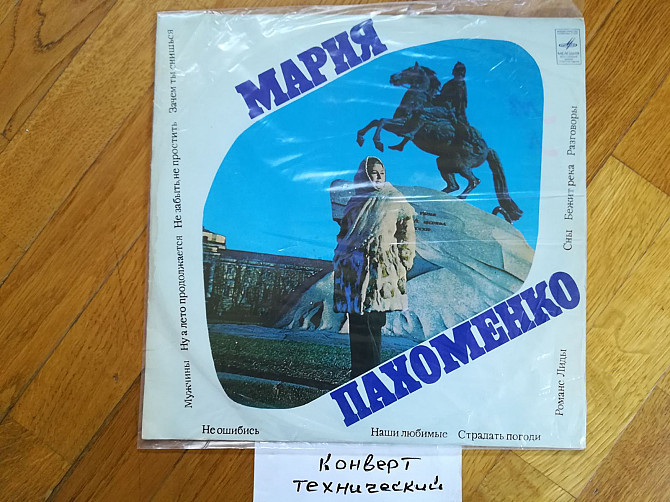 МАРИЯ
ПАХОМЕНКО
Зачем ты снишься
Не забыть, не простить
Ну а лето продолжается
Мужчины
Не ошибись
Наши любимые
Страдать погоди
Романс Лиды
Сны
Бежит река
Разговоры
Конверт
технический